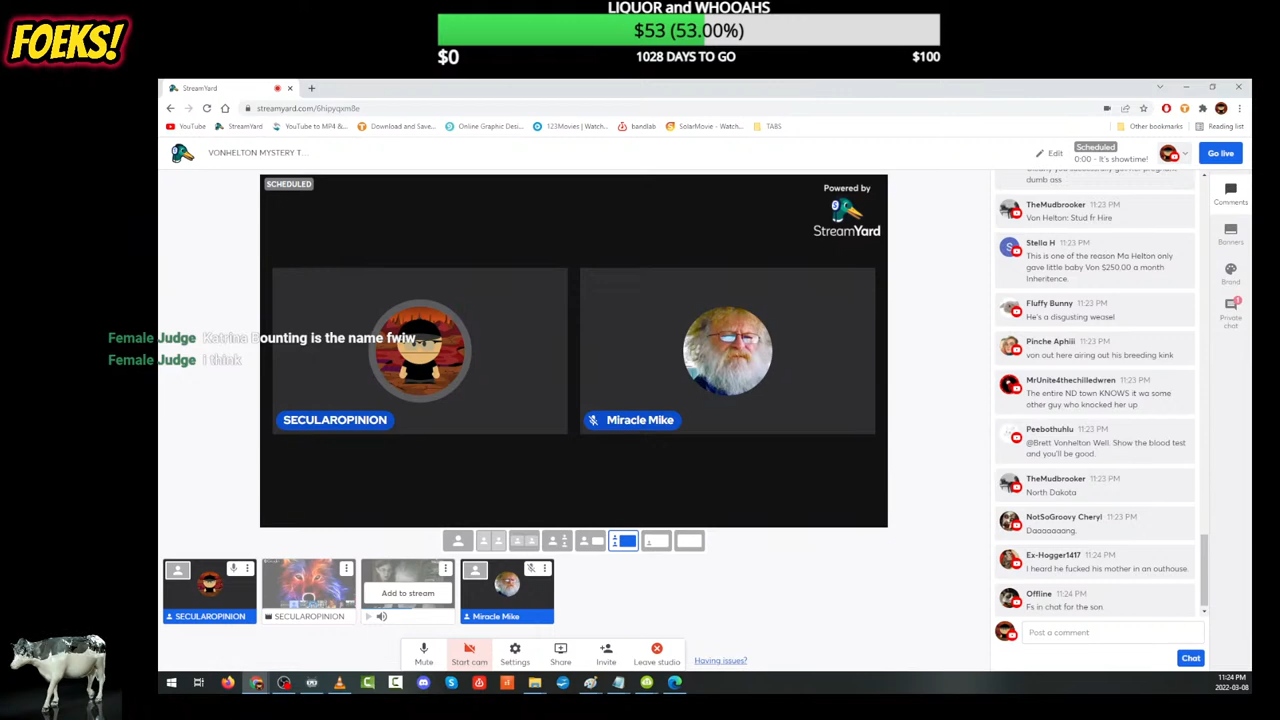 FOEKS!
LIQUOR and WHOOAHS
$53 (53.00%)
$0
1028 DAYS TO GO
$100
StreamYard
streamyard.com/6hipyqxm8e
YouTube
StreamYard
YouTube to MP4 &...
Download and Save...
Online Graphic Desi...
123Movies | Watch...
bandlab
SolarMovie - Watch...
TABS
Other bookmarks
Reading list
VONHELTON MYSTERY T...
Edit
Scheduled
0:00 - It's showtime!
Go live
SCHEDULED
Powered by
StreamYard
Female Judge Katrina Bounting is the name fwiw
Female Judge i think
SECULAROPINION
Miracle Mike
dumb ass
TheMudbrooker 11:23 PM
Von Helton: Stud fr Hire
Stella H 11:23 PM
This is one of the reason Ma Helton only
gave little baby Von $250.00 a month
Inheritence.
Fluffy Bunny 11:23 PM
He's a disgusting weasel
Pinche Aphiii 11:23 PM
von out here airing out his breeding kink
MrUnite4thechilledwren 11:23 PM
The entire ND town KNOWS it wa some
other guy who knocked her up
Peebothuhlu 11:23 PM
@Brett Vonhelton Well. Show the blood test
and you'll be good.
TheMudbrooker 11:23 PM
North Dakota
NotSoGroovy Cheryl 11:23 PM
Daaaaaaang.
Ex-Hogger1417 11:24 PM
I heard he fucked his mother in an outhouse.
Offline 11:24 PM
Fs in chat for the son.
Post a comment
Chat
Comments
Banners
Brand
1
Private
chat
SECULAROPINION
SECULAROPINION
Add to stream
Miracle Mike
Mute
Start cam
Settings
Share
Invite
Leave studio
Having issues?
11:24 PM
2022-03-08